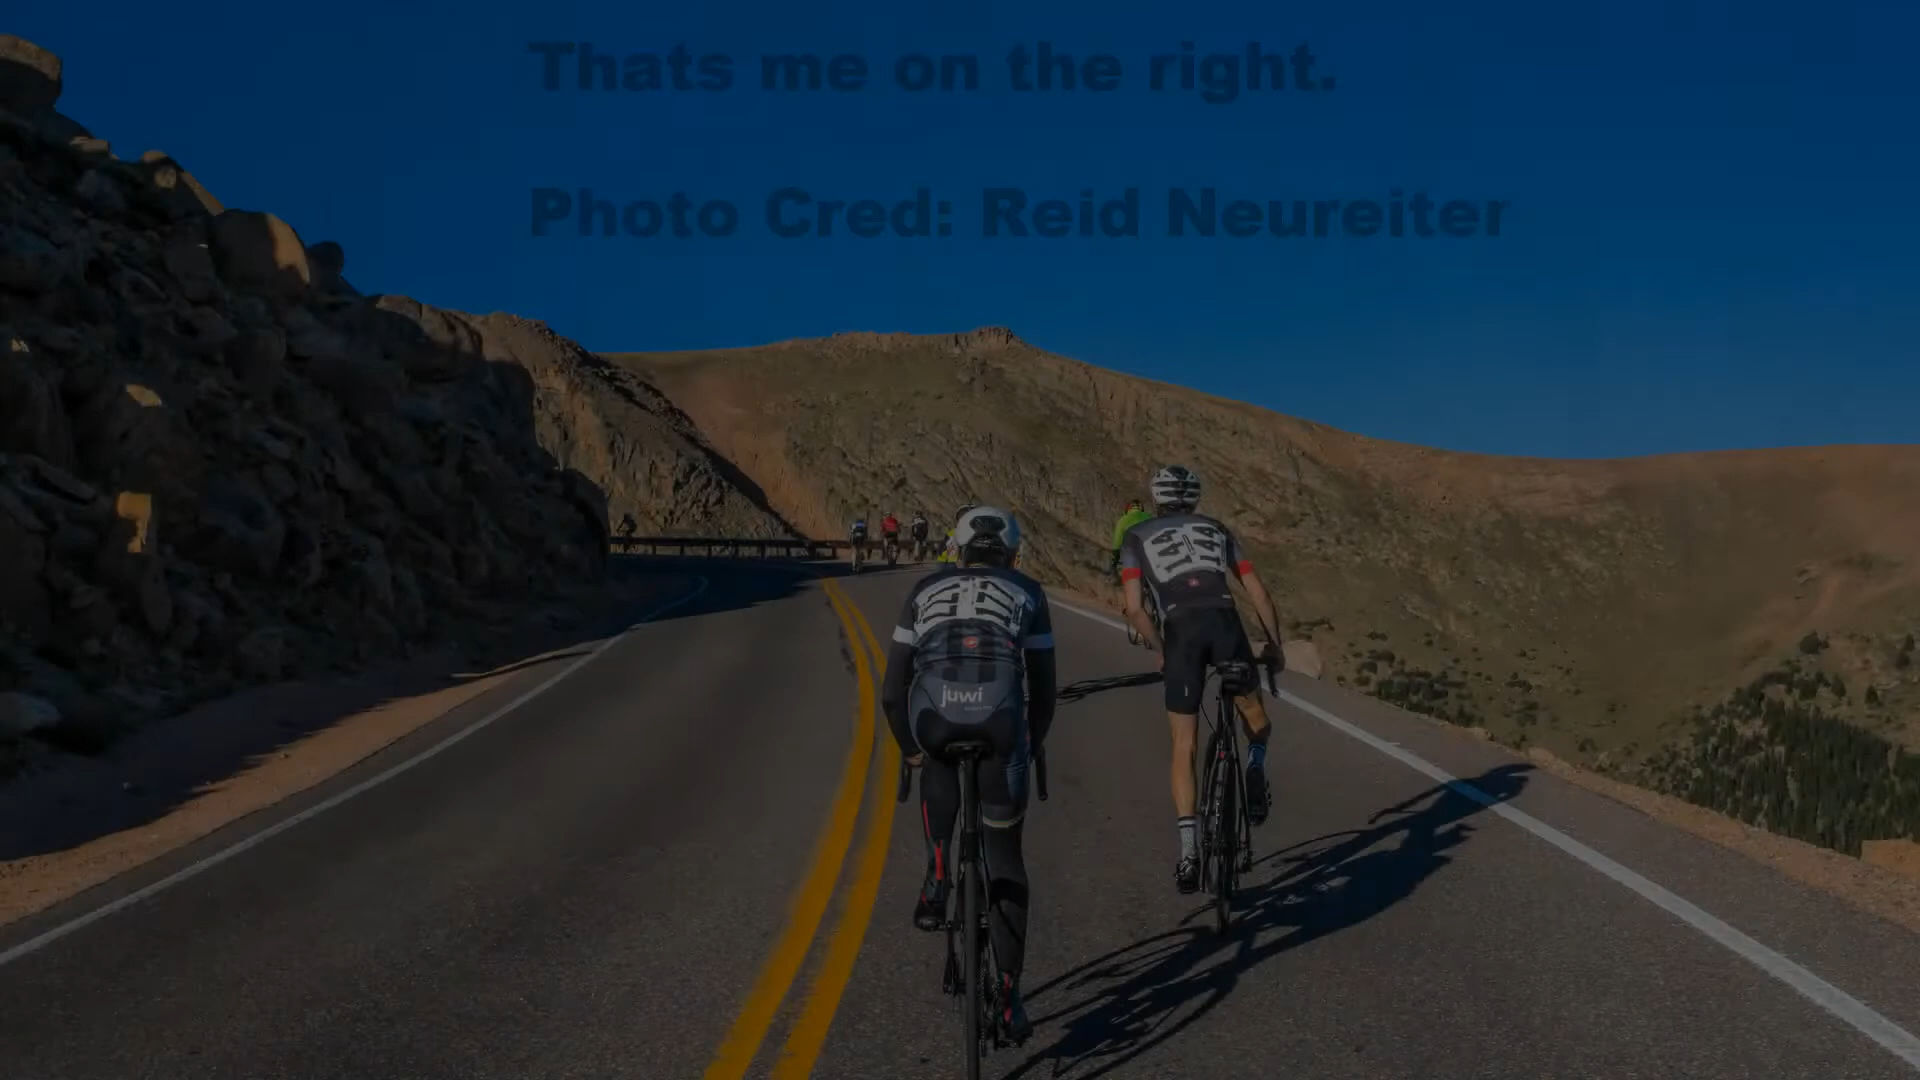 Thats me on the right.
Photo Cred: Reid Neureiter
144 144
juwi